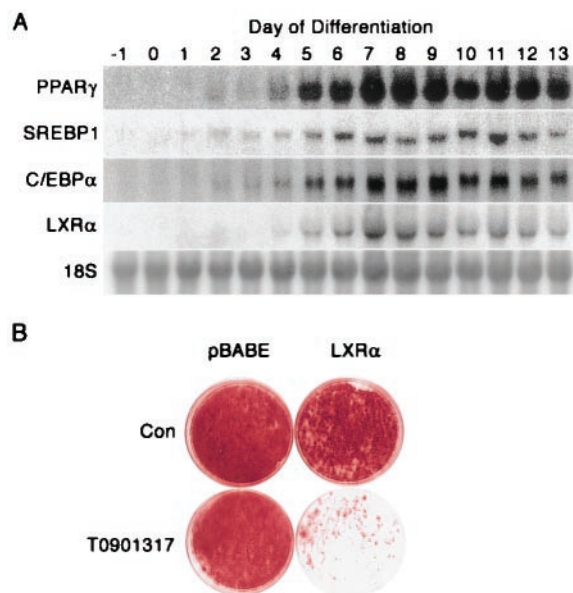 A
Day of Differentiation
-1 0 1 2 3 4 5 6 7 8 9 10 11 12 13
PPARγ
SREBP1
C/EBPα
LXRα
18S
B
pBABE LXRα
Con
T0901317